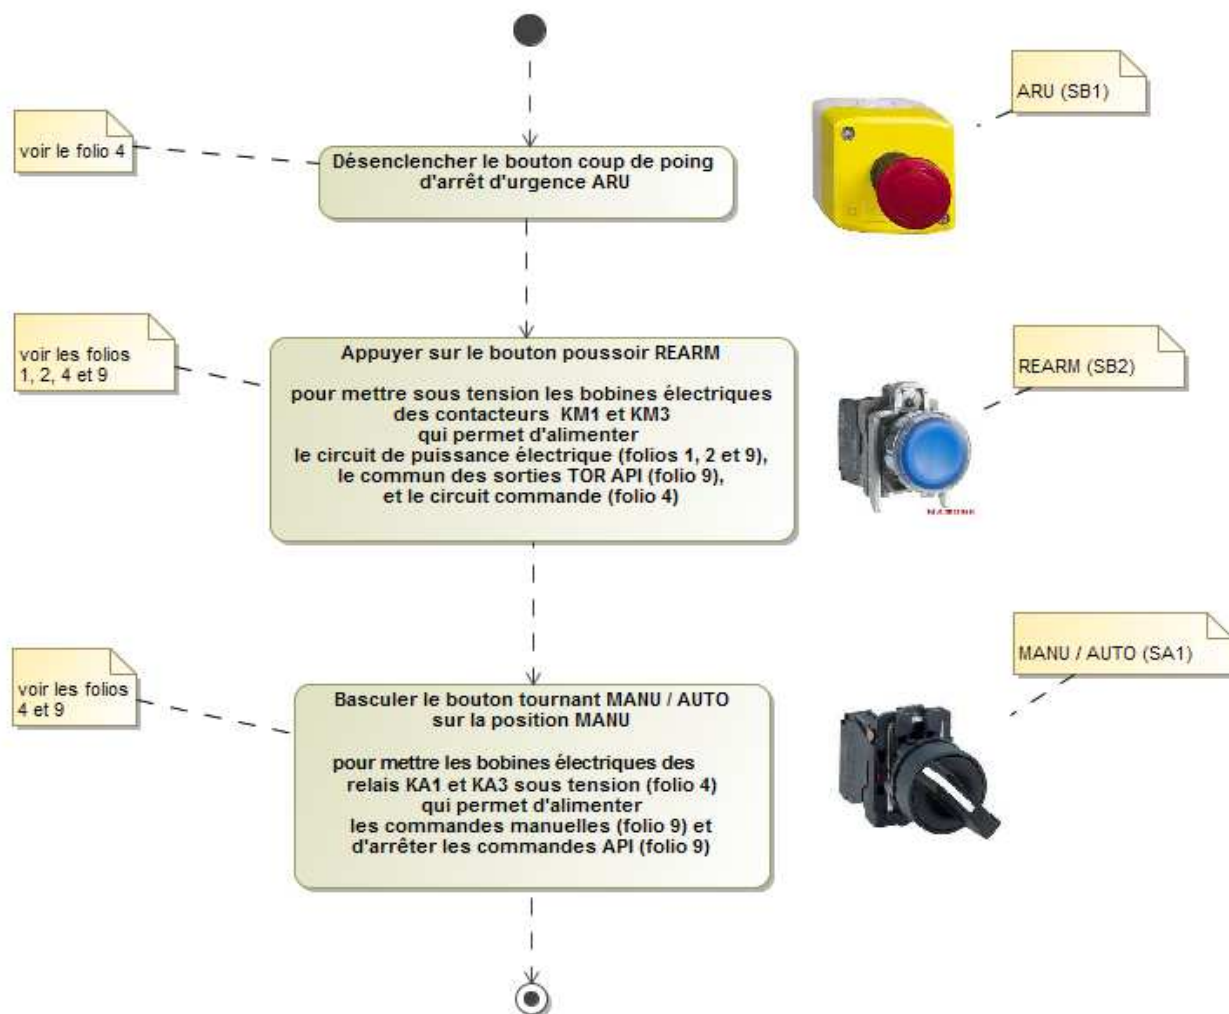 ARU (SB1)
voir le folio 4
Désenclencher le bouton coup de poing
d'arrêt d'urgence ARU
voir les folios
1, 2, 4 et 9
Appuyer sur le bouton poussoir REARM
pour mettre sous tension les bobines électriques
des contacteurs KM1 et KM3
qui permet d'alimenter
le circuit de puissance électrique (folios 1, 2 et 9),
le commun des sorties TOR API (folio 9),
et le circuit commande (folio 4)
REARM (SB2)
voir les folios
4 et 9
Basculer le bouton tournant MANU / AUTO
sur la position MANU
pour mettre les bobines électriques des
relais KA1 et KA3 sous tension (folio 4)
qui permet d'alimenter
les commandes manuelles (folio 9) et
d'arrêter les commandes API (folio 9)
MANU / AUTO (SA1)